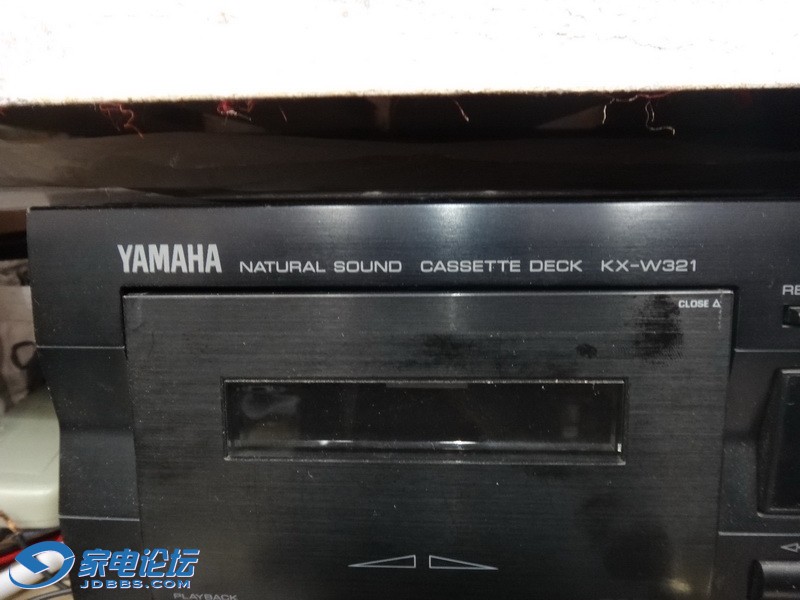 YAMAHA NATURAL SOUND CASSETTE DECK KX-W321
CLOSE
PLAYBACK
家电论坛
JDBBS.COM